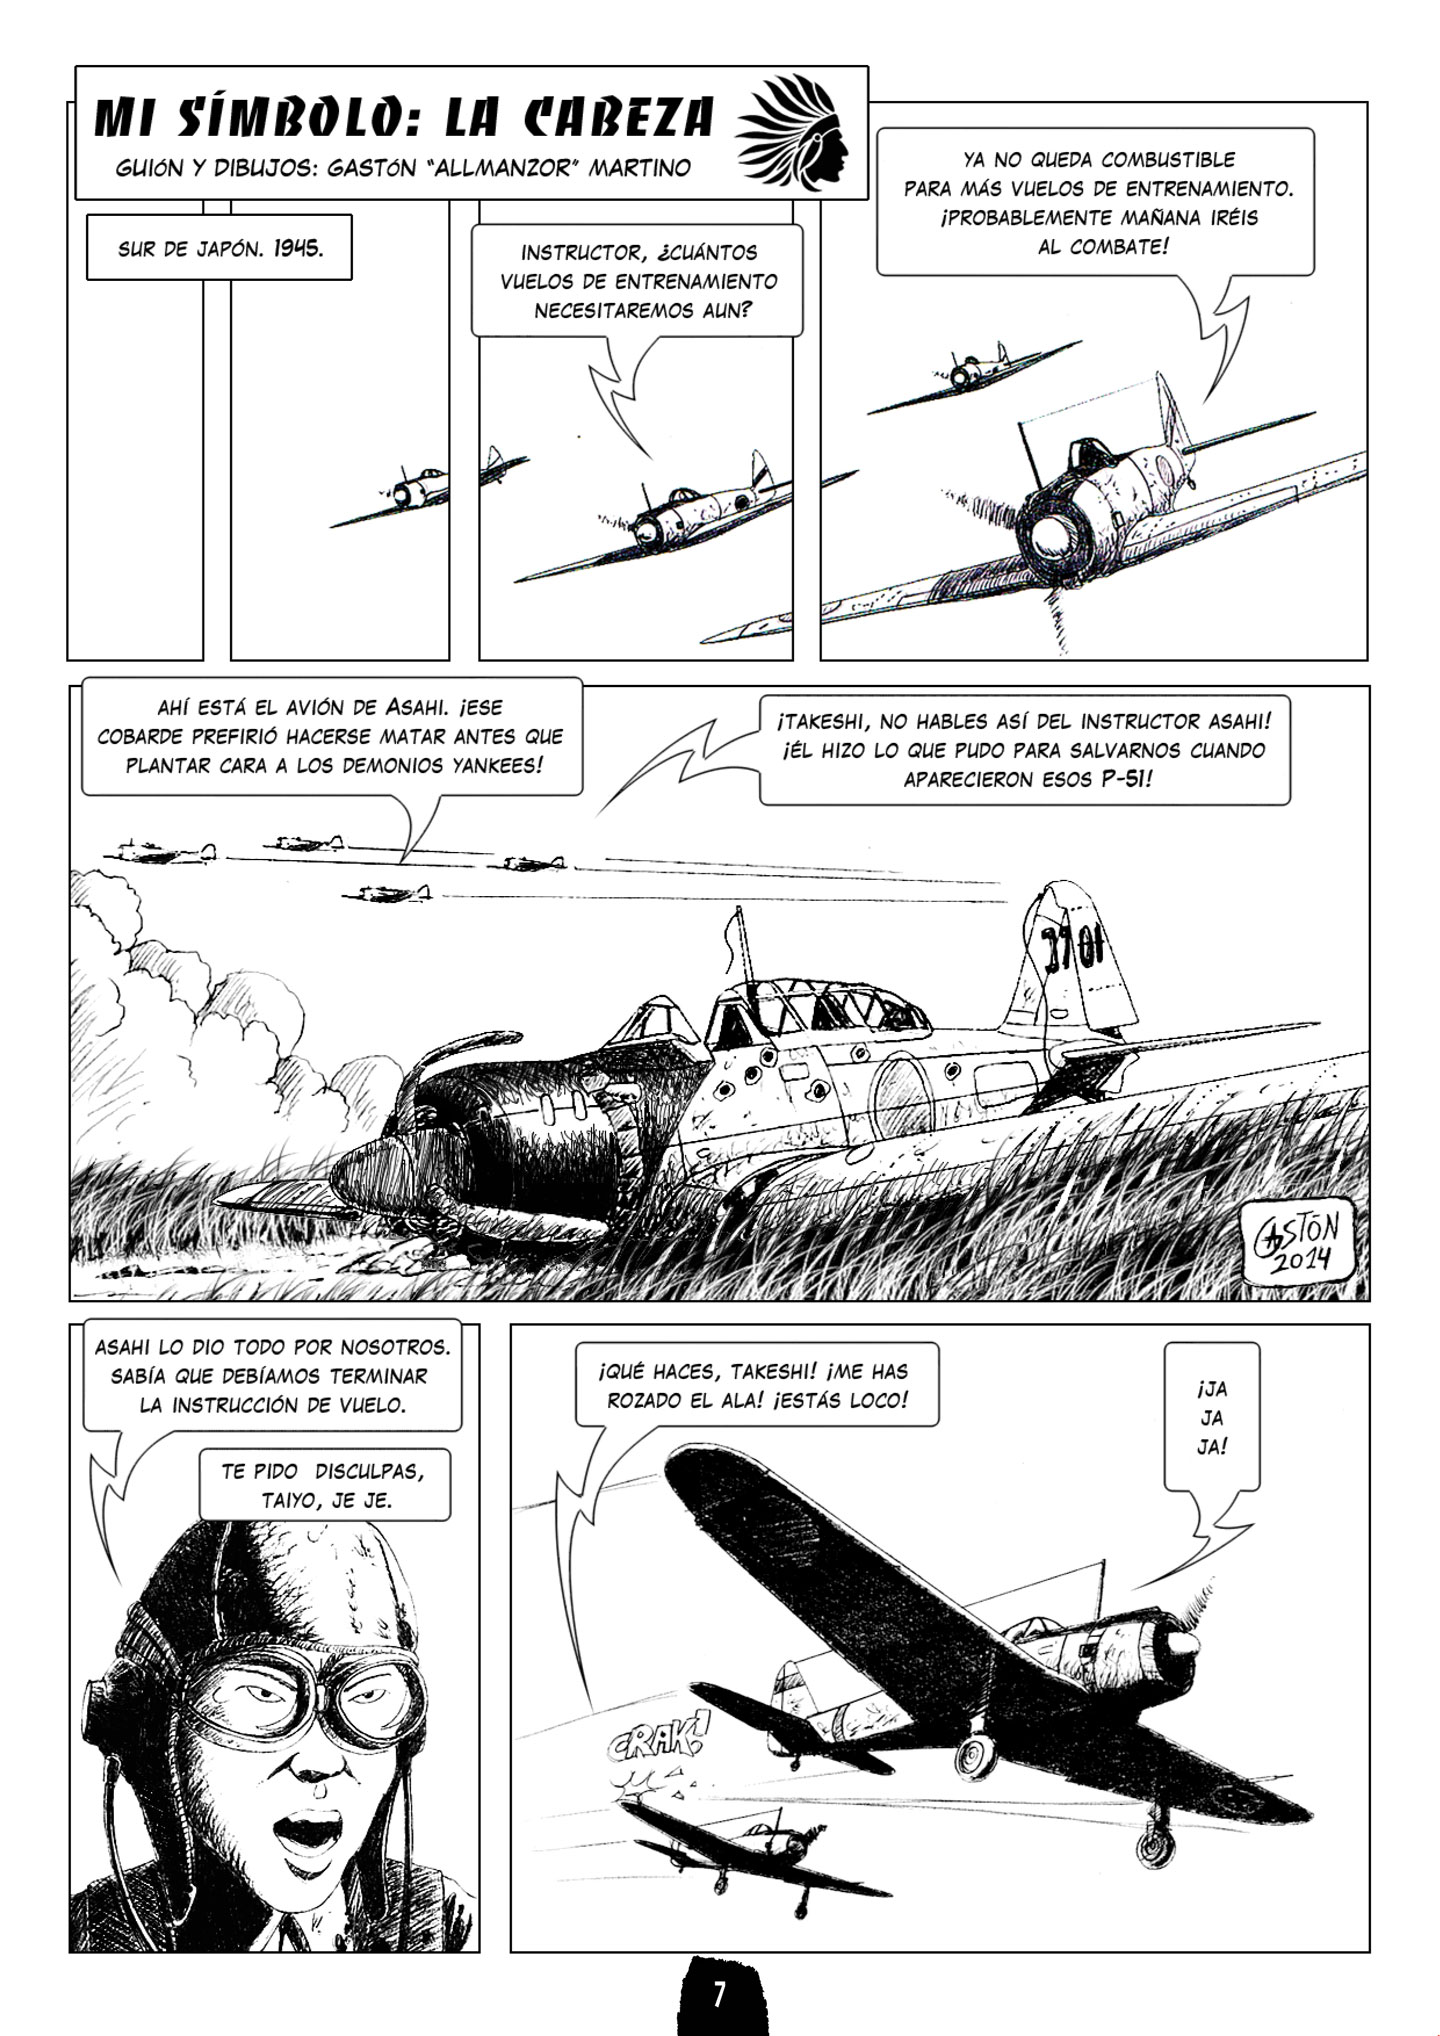 MI SÍMBOLO: LA CABEZA
GUIÓN Y DIBUJOS: GASTÓN "ALLMANZOR" MARTINO
SUR DE JAPÓN. 1945.
INSTRUCTOR, ¿CUÁNTOS
VUELOS DE ENTRENAMIENTO
NECESITAREMOS AUN?
YA NO QUEDA COMBUSTIBLE
PARA MÁS VUELOS DE ENTRENAMIENTO.
¡PROBABLEMENTE MAÑANA IRÉIS
AL COMBATE!
AHÍ ESTÁ EL AVIÓN DE ASAHI. ¡ESE
COBARDE PREFIRIÓ HACERSE MATAR ANTES QUE
PLANTAR CARA A LOS DEMONIOS YANKEES!
¡TAKESHI, NO HABLES ASÍ DEL INSTRUCTOR ASAHI!
¡ÉL HIZO LO QUE PUDO PARA SALVARNOS CUANDO
APARECIERON ESOS P-51!
GASTÓN
2014
ASAHI LO DIO TODO POR NOSOTROS.
SABÍA QUE DEBÍAMOS TERMINAR
LA INSTRUCCIÓN DE VUELO.
TE PIDO DISCULPAS,
TAIYO, JE JE.
¡QUÉ HACES, TAKESHI! ¡ME HAS
ROZADO EL ALA! ¡ESTÁS LOCO!
¡JA
JA
JA!
CRAK!
7